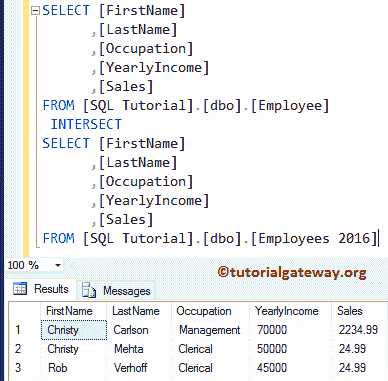 SELECT [FirstName]
,[LastName]
,[Occupation]
,[YearlyIncome]
,[Sales]
FROM [SQL Tutorial].[dbo].[Employee]
INTERSECT
SELECT [FirstName]
,[LastName]
,[Occupation]
,[YearlyIncome]
,[Sales]
FROM [SQL Tutorial].[dbo].[Employees 2016]
100 %
©tutorialgateway.org
Results Messages
FirstName LastName Occupation YearlyIncome Sales
1 Christy Carlson Management 70000 2234.99
2 Christy Mehta Clerical 50000 24.99
3 Rob Verhoff Clerical 45000 24.99